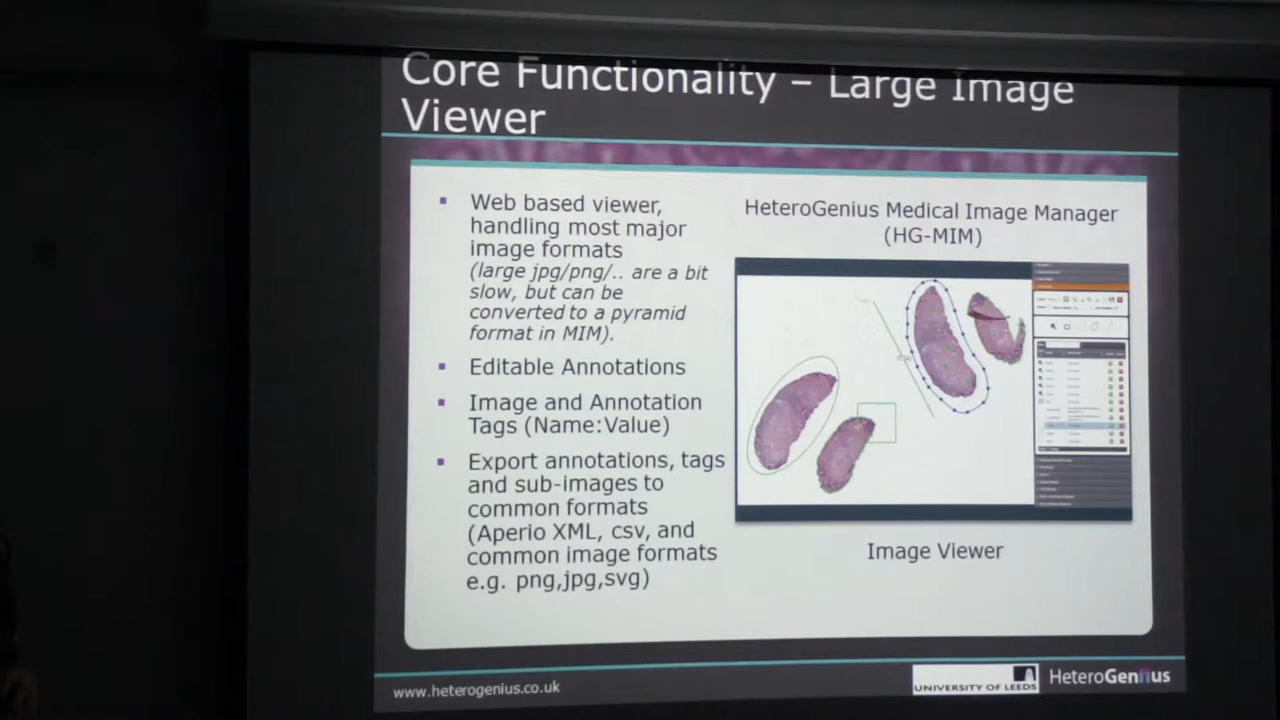 Core Functionality – Large Image
Viewer
▪ Web based viewer,
handling most major
image formats
(large jpg/png/.. are a bit
slow, but can be
converted to a pyramid
format in MIM).
▪ Editable Annotations
▪ Image and Annotation
Tags (Name:Value)
▪ Export annotations, tags
and sub-images to
common formats
(Aperio XML, csv, and
common image formats
e.g. png,jpg,svg)
HeteroGenius Medical Image Manager
(HG-MIM)
Image Viewer
www.heterogenius.co.uk
UNIVERSITY OF LEEDS
HeteroGenius